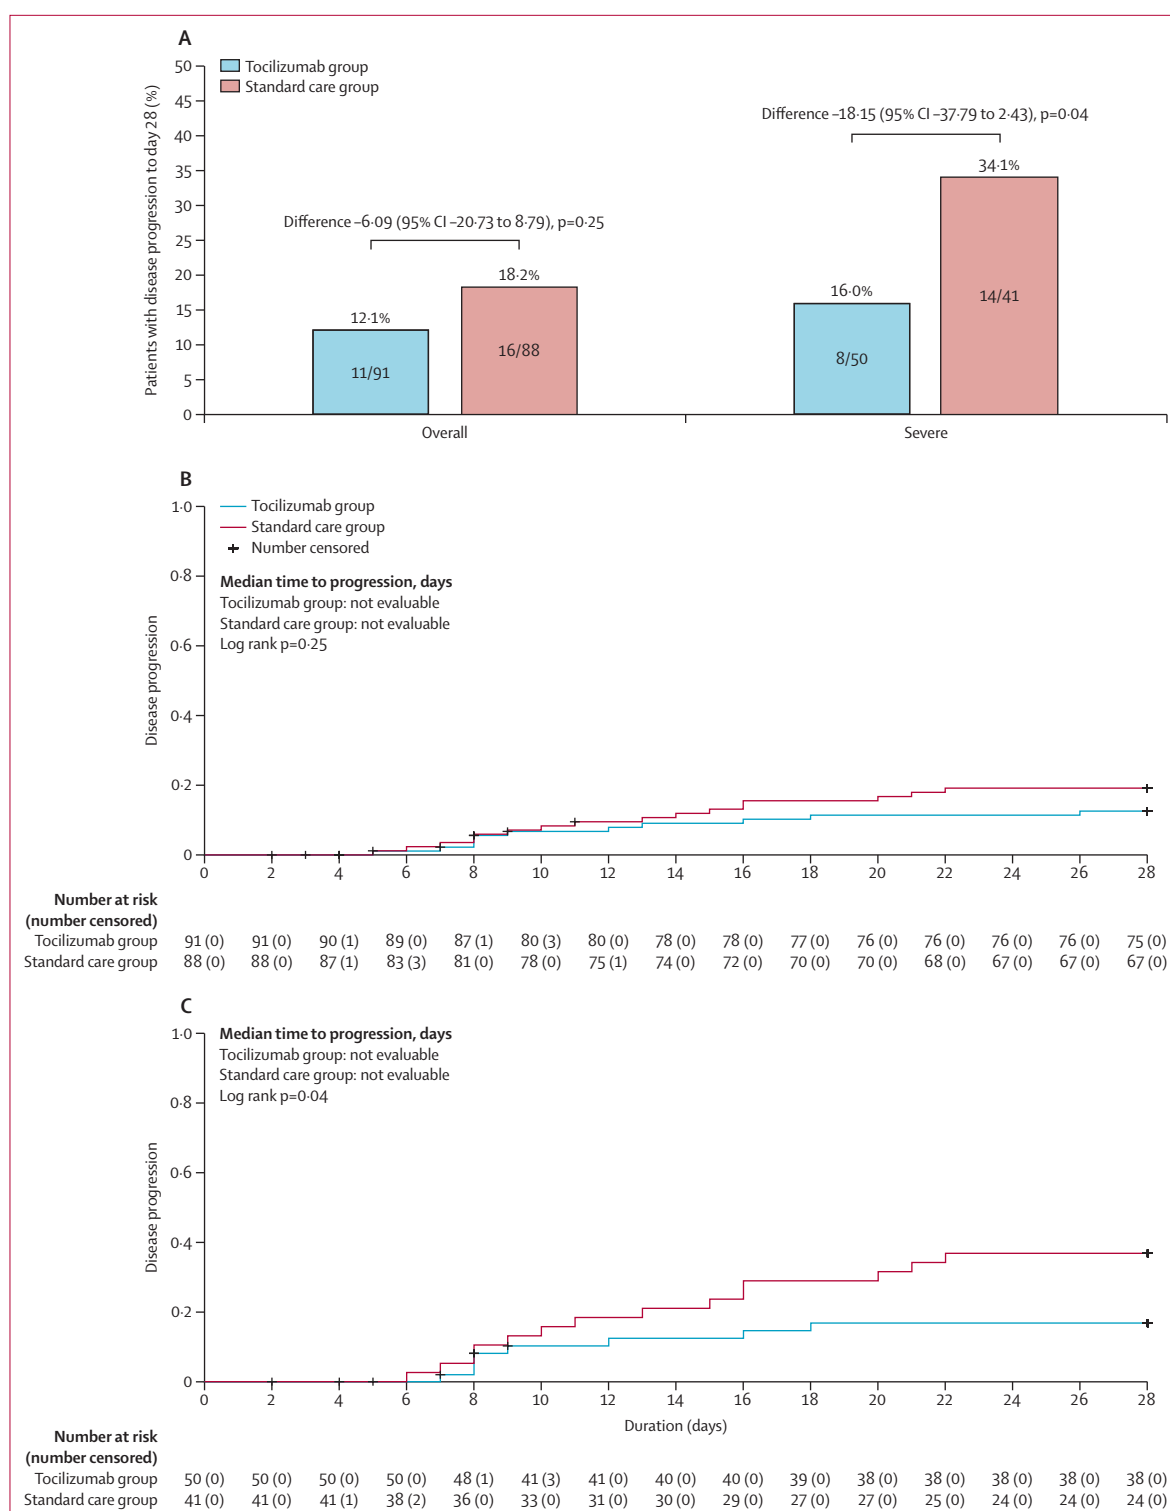 A
50
45
40
35
30
25
20
15
10
5
0
Patients with disease progression to day 28 (%)
Tocilizumab group
Standard care group
Difference –6·09 (95% CI –20·73 to 8·79), p=0·25
12·1%
18·2%
11/91
16/88
Difference –18·15 (95% CI –37·79 to 2·43), p=0·04
16·0%
34·1%
8/50
14/41
Overall Severe
B
1·0
0·8
0·6
0·4
0·2
0
Disease progression
Tocilizumab group
Standard care group
Number censored
Median time to progression, days
Tocilizumab group: not evaluable
Standard care group: not evaluable
Log rank p=0·25
0 2 4 6 8 10 12 14 16 18 20 22 24 26 28
Number at risk
(number censored)
Tocilizumab group 91 (0) 91 (0) 90 (1) 89 (0) 87 (1) 80 (3) 80 (0) 78 (0) 78 (0) 77 (0) 76 (0) 76 (0) 76 (0) 76 (0) 75 (0)
Standard care group 88 (0) 88 (0) 87 (1) 83 (3) 81 (0) 78 (0) 75 (1) 74 (0) 72 (0) 70 (0) 70 (0) 68 (0) 67 (0) 67 (0) 67 (0)
C
1·0
0·8
0·6
0·4
0·2
0
Disease progression
Median time to progression, days
Tocilizumab group: not evaluable
Standard care group: not evaluable
Log rank p=0·04
0 2 4 6 8 10 12 14 16 18 20 22 24 26 28
Duration (days)
Number at risk
(number censored)
Tocilizumab group 50 (0) 50 (0) 50 (0) 50 (0) 48 (1) 41 (3) 41 (0) 40 (0) 40 (0) 39 (0) 38 (0) 38 (0) 38 (0) 38 (0) 38 (0)
Standard care group 41 (0) 41 (0) 41 (1) 38 (2) 36 (0) 33 (0) 31 (0) 30 (0) 29 (0) 27 (0) 27 (0) 25 (0) 24 (0) 24 (0) 24 (0)